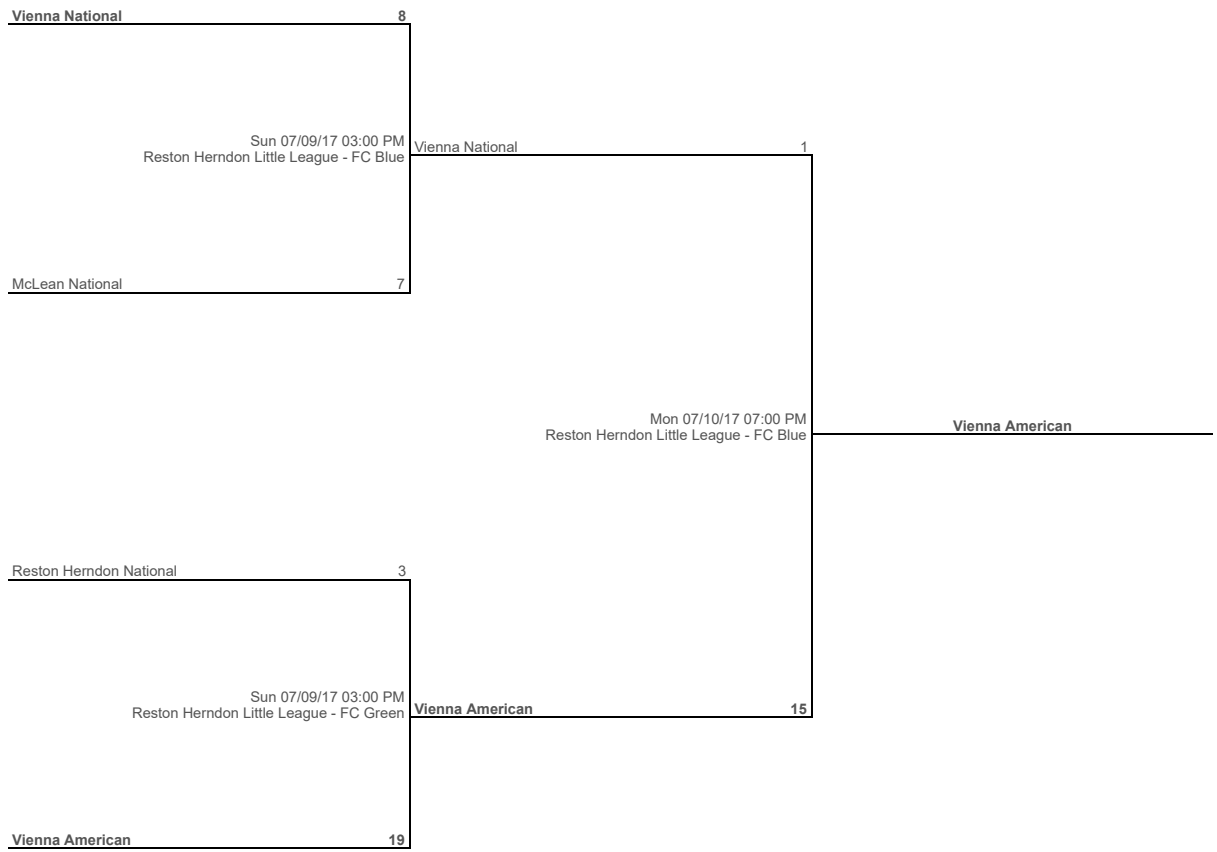 Vienna National 8
Sun 07/09/17 03:00 PM
Reston Herndon Little League - FC Blue
Vienna National 1
McLean National 7
Mon 07/10/17 07:00 PM
Reston Herndon Little League - FC Blue
Vienna American
Reston Herndon National 3
Sun 07/09/17 03:00 PM
Reston Herndon Little League - FC Green
Vienna American 15
Vienna American 19